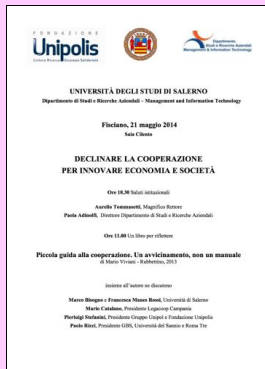 FONDAZIONE
Unipolis
Cultura Ricerca Sicurezza Solidarietà
Dipartimento
Studi e Ricerche Aziendali
Management & Information Technology
UNIVERSITÀ DEGLI STUDI DI SALERNO
Dipartimento di Studi e Ricerche Aziendali – Management and Information Technology
Fisciano, 21 maggio 2014
Sala Cilento
DECLINARE LA COOPERAZIONE
PER INNOVARE ECONOMIA E SOCIETÀ
Ore 10.30 Saluti istituzionali
Aurelio Tommasetti, Magnifico Rettore
Paola Adinolfi, Direttore Dipartimento di Studi e Ricerche Aziendali
Ore 11.00 Un libro per riflettere
Piccola guida alla cooperazione. Un avvicinamento, non un manuale
di Mario Viviani - Rubbettino, 2013
insieme all'autore ne discutono
Marco Bisogno e Francesca Manes Rossi, Università di Salerno
Mario Catalano, Presidente Legacoop Campania
Pierluigi Stefanini, Presidente Gruppo Unipol e Fondazione Unipolis
Paolo Ricci, Presidente GBS, Università del Sannio e Roma Tre